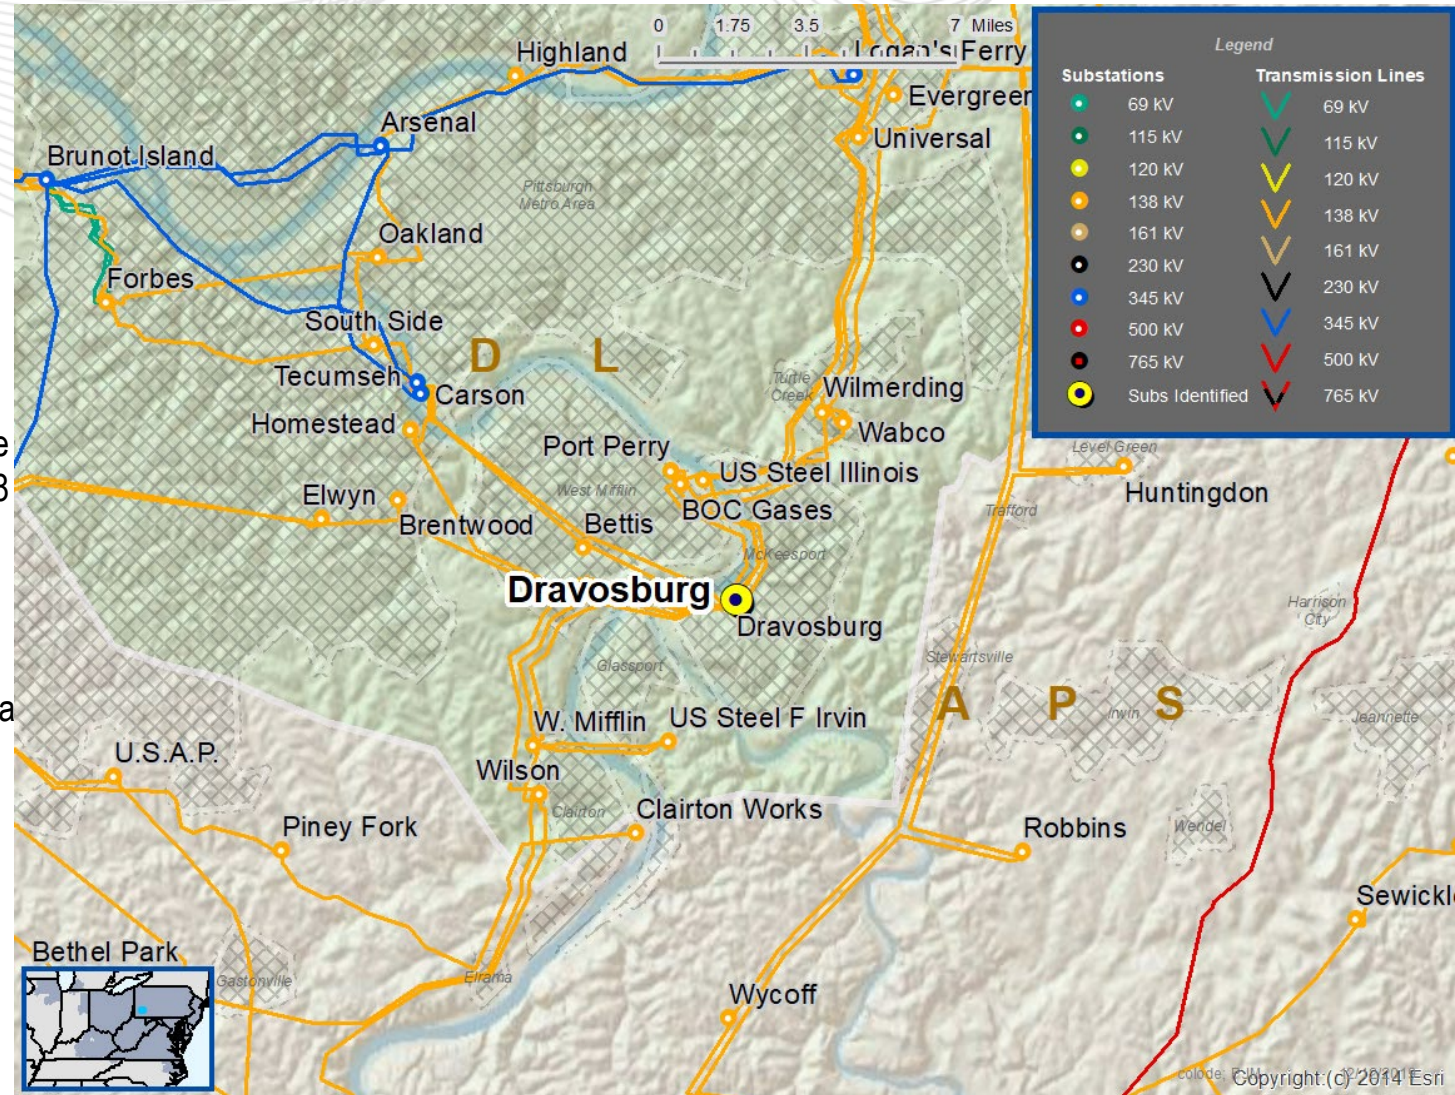 0 1.75 3.5 7 Miles
Highland
Logan's Ferry
Evergreen
Arsenal
Universal
Brunot Island
Pittsburgh
Metro Area
Oakland
Forbes
South Side
D L
Tecumseh
Carson
Turtle
Creek
Wilmerding
Homestead
Wabco
Port Perry
US Steel Illinois
Elwyn
West Mifflin
BOC Gases
Brentwood
Bettis
McKeesport
Dravosburg
Dravosburg
Level Green
Huntingdon
Trafford
Harrison
City
Stewartsville
Glassport
A P S
Irwin
Jeannette
W. Mifflin
US Steel F Irvin
U.S.A.P.
Wilson
Clairton
Clairton Works
Piney Fork
Robbins
Wendel
Sewickl
Bethel Park
Gastonville
Elrama
Wycoff
Legend
Substations Transmission Lines
69 kV 69 kV
115 kV 115 kV
120 kV 120 kV
138 kV 138 kV
161 kV 161 kV
230 kV 230 kV
345 kV 345 kV
500 kV 500 kV
765 kV 765 kV
Subs Identified
e
3
a
Copyright:(c) 2014 Esri